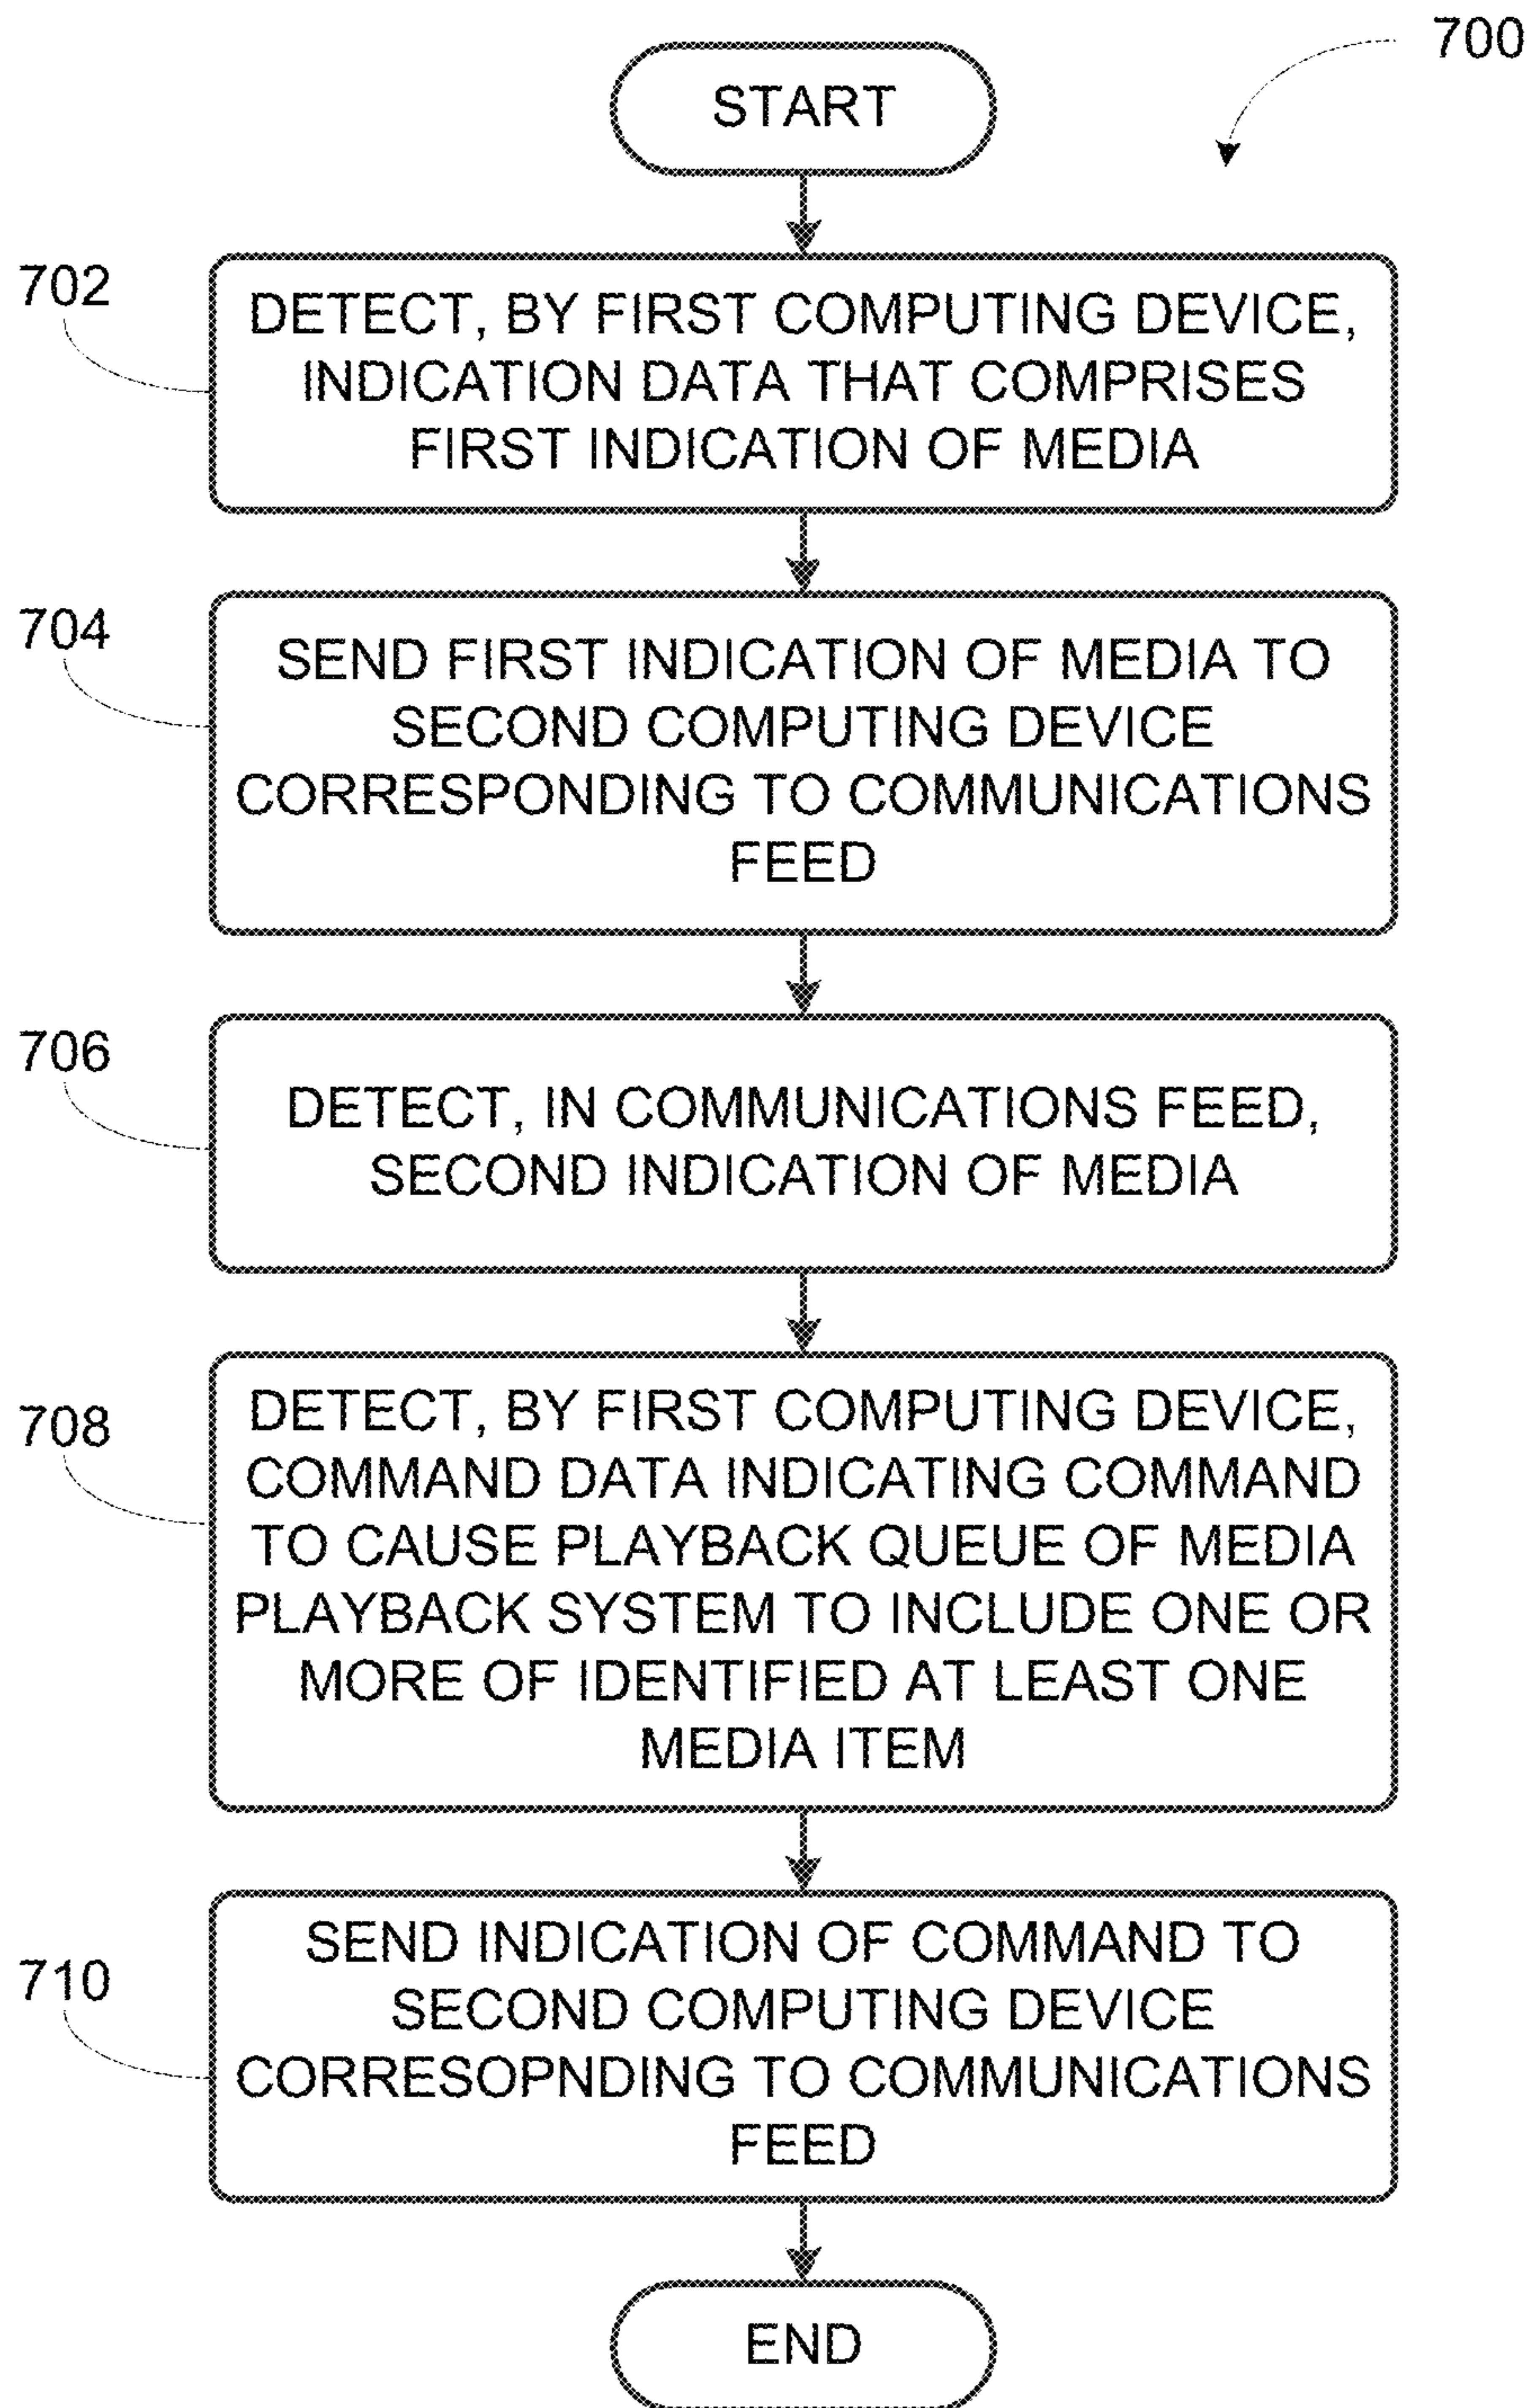 700
START
702
DETECT, BY FIRST COMPUTING DEVICE,
INDICATION DATA THAT COMPRISES
FIRST INDICATION OF MEDIA
704
SEND FIRST INDICATION OF MEDIA TO
SECOND COMPUTING DEVICE
CORRESPONDING TO COMMUNICATIONS
FEED
706
DETECT, IN COMMUNICATIONS FEED,
SECOND INDICATION OF MEDIA
708
DETECT, BY FIRST COMPUTING DEVICE,
COMMAND DATA INDICATING COMMAND
TO CAUSE PLAYBACK QUEUE OF MEDIA
PLAYBACK SYSTEM TO INCLUDE ONE OR
MORE OF IDENTIFIED AT LEAST ONE
MEDIA ITEM
710
SEND INDICATION OF COMMAND TO
SECOND COMPUTING DEVICE
CORRESOPNDING TO COMMUNICATIONS
FEED
END